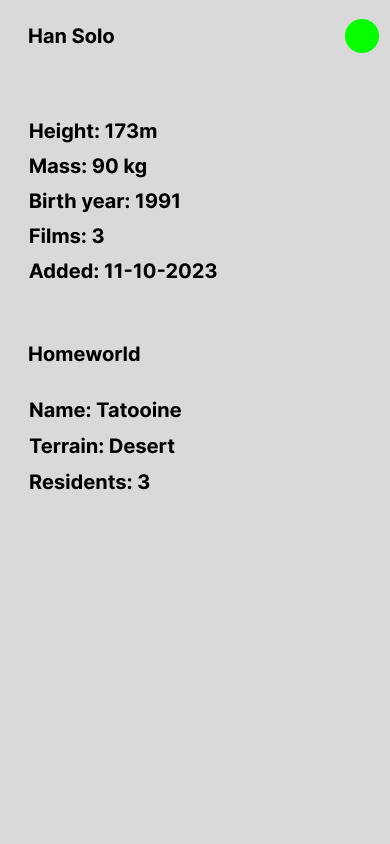 Han Solo
Height: 173m
Mass: 90 kg
Birth year: 1991
Films: 3
Added: 11-10-2023
Homeworld
Name: Tatooine
Terrain: Desert
Residents: 3